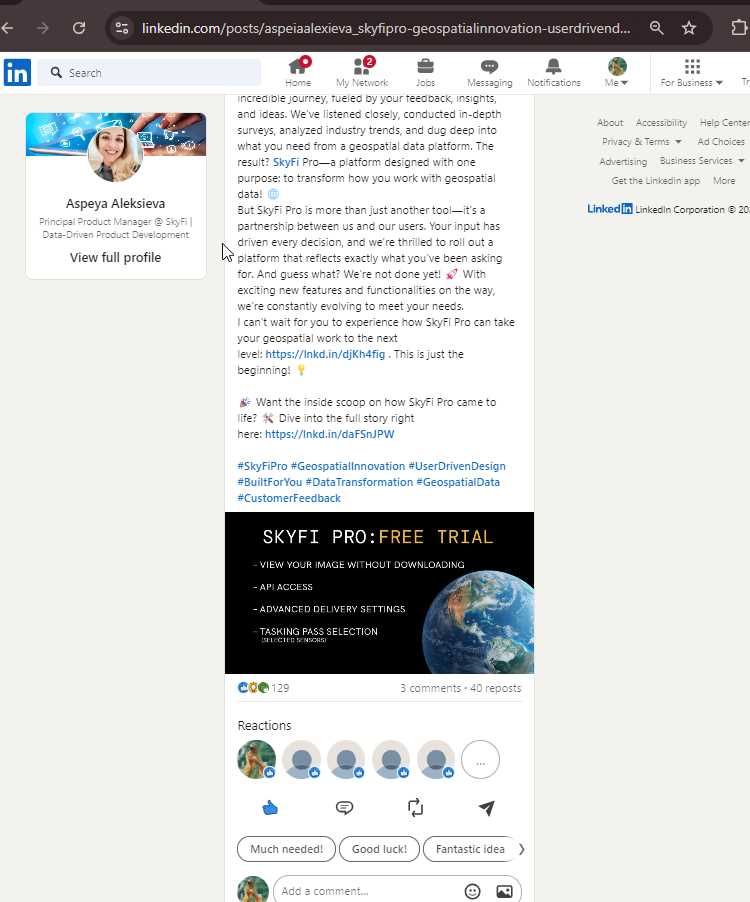 linkedin.com/posts/aspeiaalexieva_skyfipro-geospatialinnovation-userdrivend...
in
Search
Home
2
My Network
Jobs
Messaging
Notifications
Me
For Business
incredible journey, fueled by your feedback, insights,
and ideas. We've listened closely, conducted in-depth
surveys, analyzed industry trends, and dug deep into
what you need from a geospatial data platform. The
result? SkyFi Pro—a platform designed with one
purpose: to transform how you work with geospatial
data! 🌐
But SkyFi Pro is more than just another tool—it's a
partnership between us and our users. Your input has
driven every decision, and we're thrilled to roll out a
platform that reflects exactly what you've been asking
for. And guess what? We're not done yet! 🚀 With
exciting new features and functionalities on the way,
we're constantly evolving to meet your needs.
I can't wait for you to experience how SkyFi Pro can take
your geospatial work to the next
level: https://lnkd.in/djKh4fig . This is just the
beginning! 💡
🎉 Want the inside scoop on how SkyFi Pro came to
life? 🛠️ Dive into the full story right
here: https://lnkd.in/daFSnJPW
#SkyFiPro #GeospatialInnovation #UserDrivenDesign
#BuiltForYou #DataTransformation #GeospatialData
#CustomerFeedback
SKYFI PRO:FREE TRIAL
- VIEW YOUR IMAGE WITHOUT DOWNLOADING
- API ACCESS
- ADVANCED DELIVERY SETTINGS
- TASKING PASS SELECTION
(SELECTED SENSORS)
129
3 comments · 40 reposts
Reactions
...
Much needed!
Good luck!
Fantastic idea
Add a comment...
Aspeya Aleksieva
Principal Product Manager @ SkyFi |
Data-Driven Product Development
View full profile
About Accessibility Help Center
Privacy & Terms Ad Choices
Advertising Business Services
Get the LinkedIn app More
LinkedIn LinkedIn Corporation ©